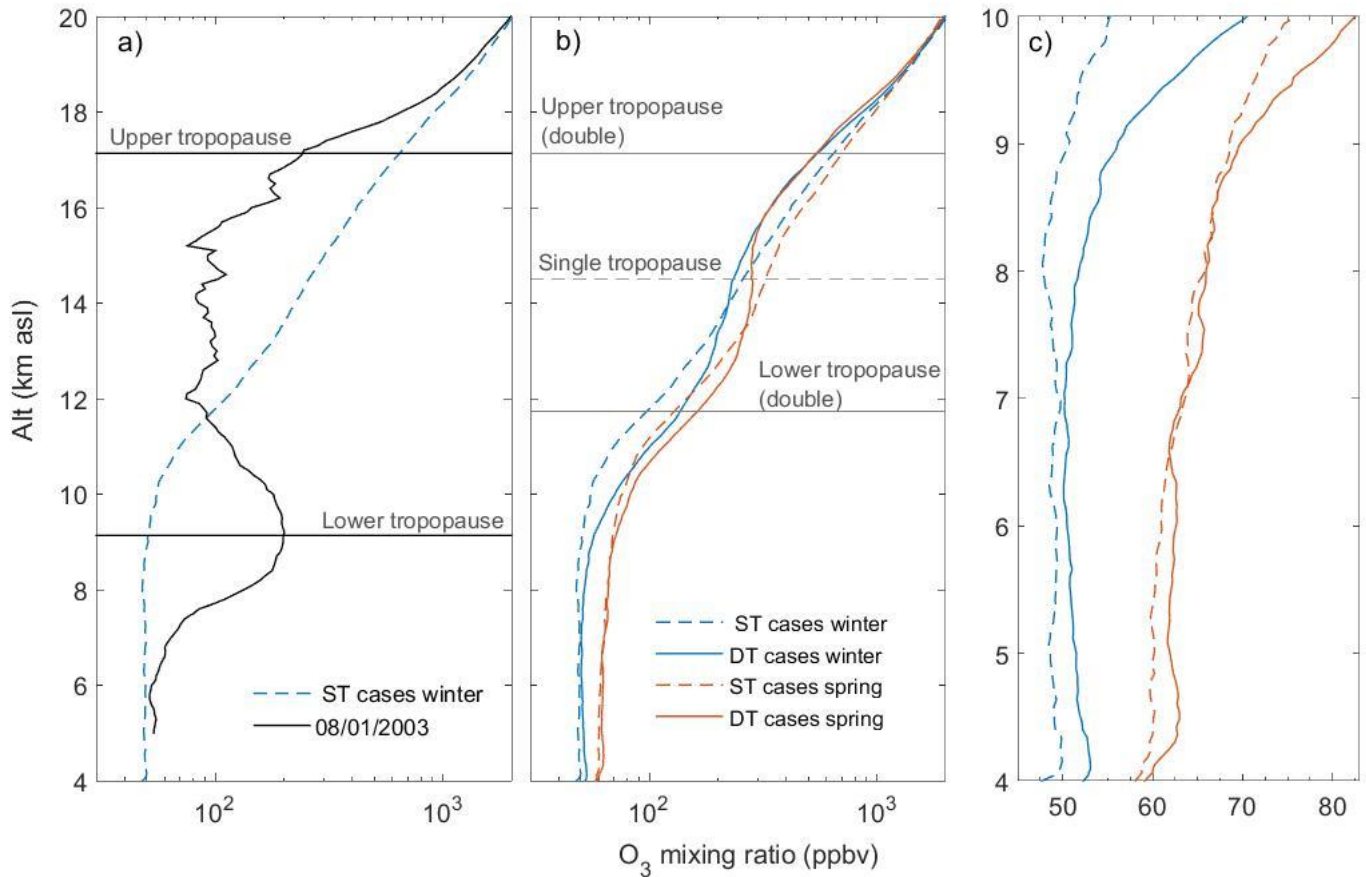 a)
20
18
16
14
12
10
8
6
4
Alt (km asl)
Upper tropopause
Lower tropopause
ST cases winter
08/01/2003
10²
10³
b)
Upper tropopause
(double)
Single tropopause
Lower tropopause
(double)
ST cases winter
DT cases winter
ST cases spring
DT cases spring
10²
10³
O₃ mixing ratio (ppbv)
c)
10
9
8
7
6
5
4
50
60
70
80